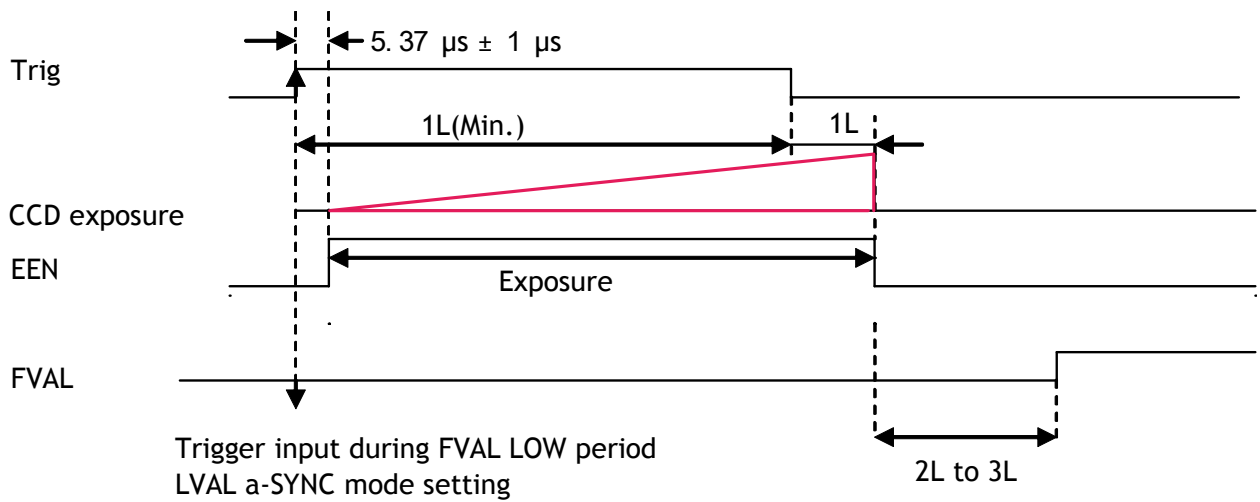 5.37 µs ± 1 µs
Trig
1L(Min.)
1L
CCD exposure
EEN
Exposure
FVAL
Trigger input during FVAL LOW period
LVAL a-SYNC mode setting
2L to 3L